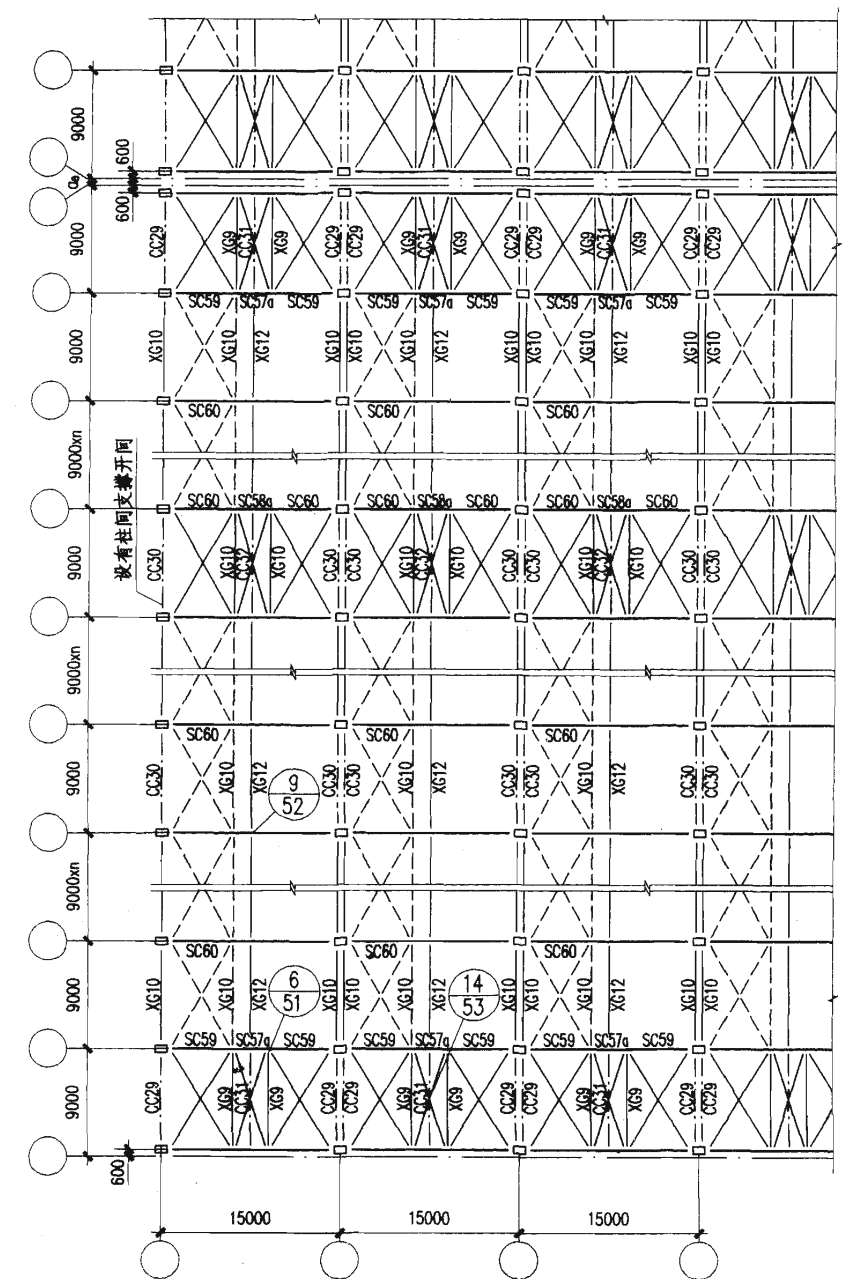 9000
600
aₑ
600
9000
CC29 XG9 CC31 XG9 CC29 CC29 XG9 CC31 XG9 CC29 CC29 XG9 CC31 XG9 CC29 CC29
SC59 SC57a SC59 SC59 SC57a SC59 SC59 SC57a SC59
9000
XG10 XG10 XG12 XG10 XG10 XG10 XG12 XG10 XG10 XG10 XG12 XG10 XG10
SC60 SC60 SC60
9000xn
设有柱间支撑开间
SC60 SC58a SC60 SC60 SC58a SC60 SC60 SC58a SC60
9000
CC30 XG10 CC32 XG10 CC30 CC30 XG10 CC32 XG10 CC30 CC30 XG10 CC32 XG10 CC30 CC30
9000xn
SC60 SC60 SC60
9000
CC30 XG10 XG12 CC30 CC30 XG10 XG12 CC30 CC30 XG10 XG12 CC30 CC30
9
52
9000xn
SC60 SC60 SC60
9000
XG10 XG10 XG12 XG10 XG10 XG10 XG12 XG10 XG10 XG10 XG12 XG10 XG10
6
51
14
53
SC59 SC57a SC59 SC59 SC57a SC59 SC59 SC57a SC59
9000
CC29 XG9 CC31 XG9 CC29 CC29 XG9 CC31 XG9 CC29 CC29 XG9 CC31 XG9 CC29 CC29
600
15000 15000 15000